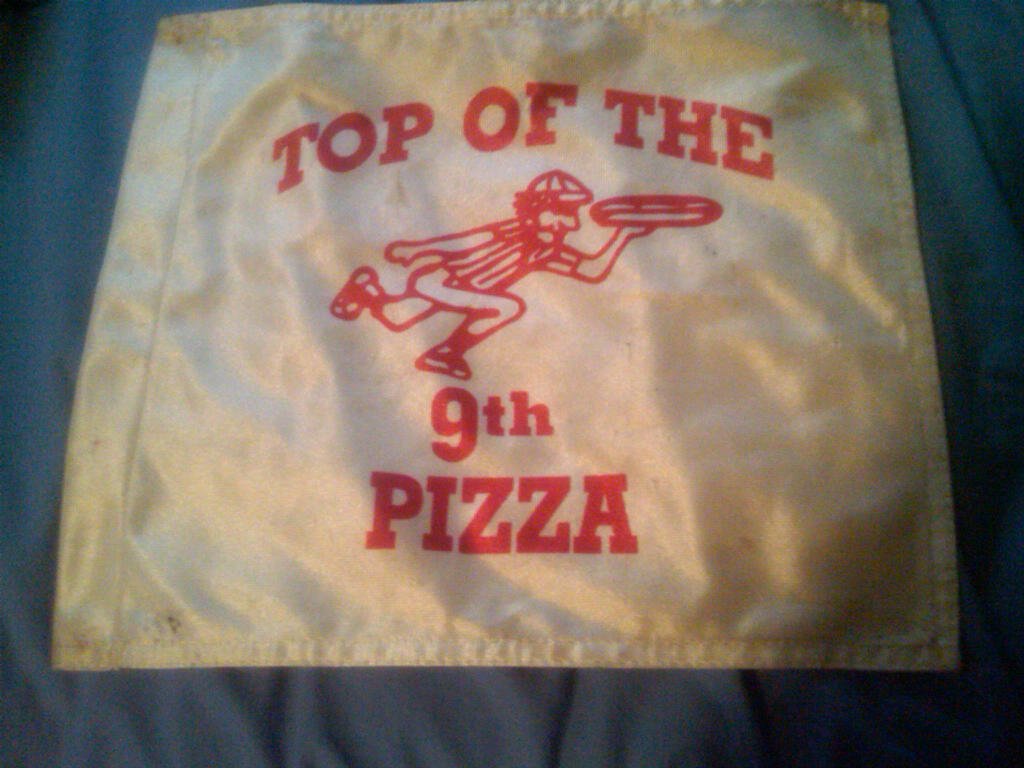 TOP OF THE
9th
PIZZA